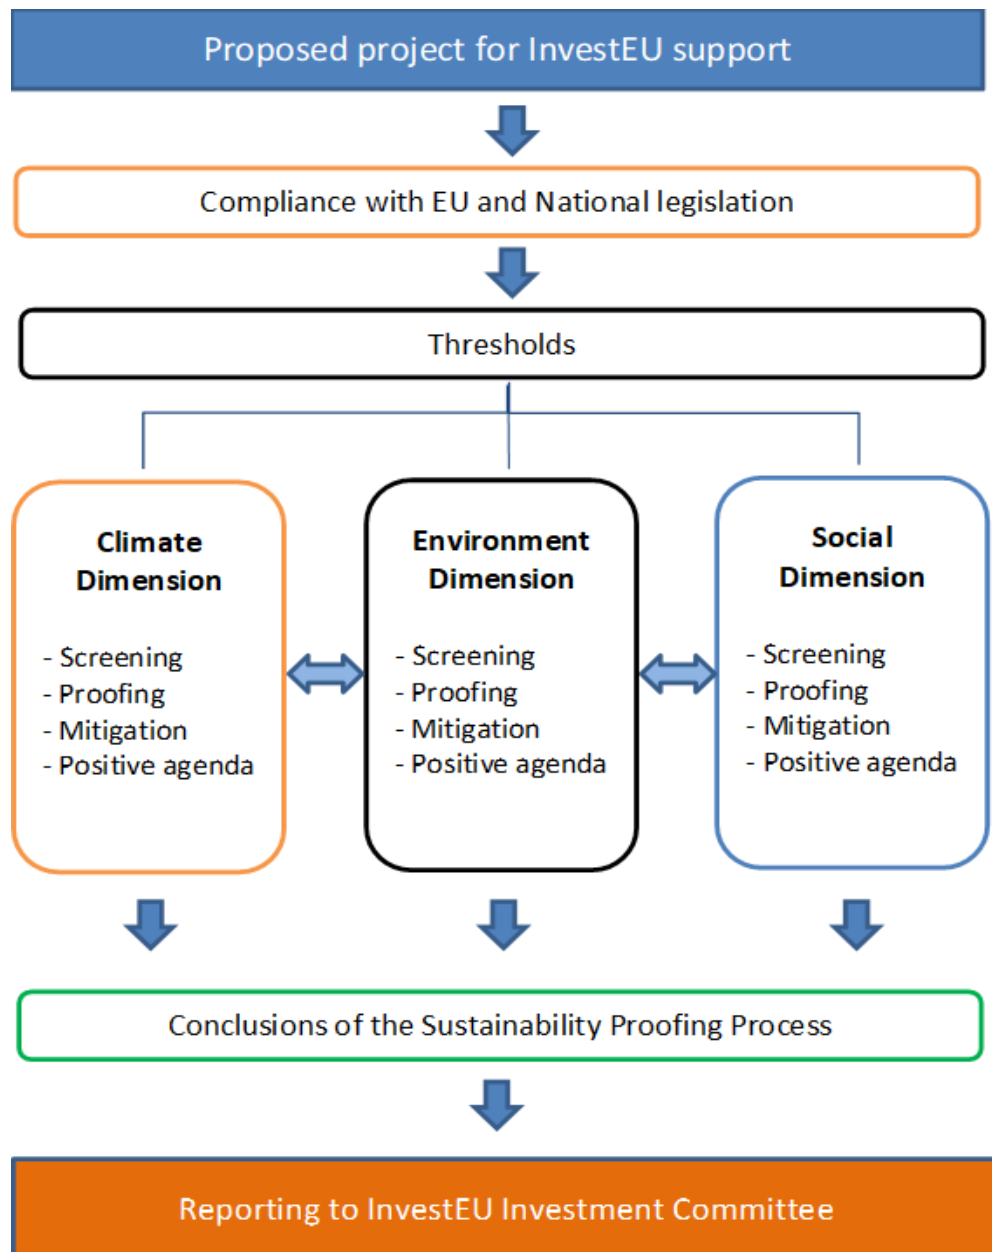 Proposed project for InvestEU support
Compliance with EU and National legislation
Thresholds
Climate
Dimension
- Screening
- Proofing
- Mitigation
- Positive agenda
Environment
Dimension
- Screening
- Proofing
- Mitigation
- Positive agenda
Social
Dimension
- Screening
- Proofing
- Mitigation
- Positive agenda
Conclusions of the Sustainability Proofing Process
Reporting to InvestEU Investment Committee